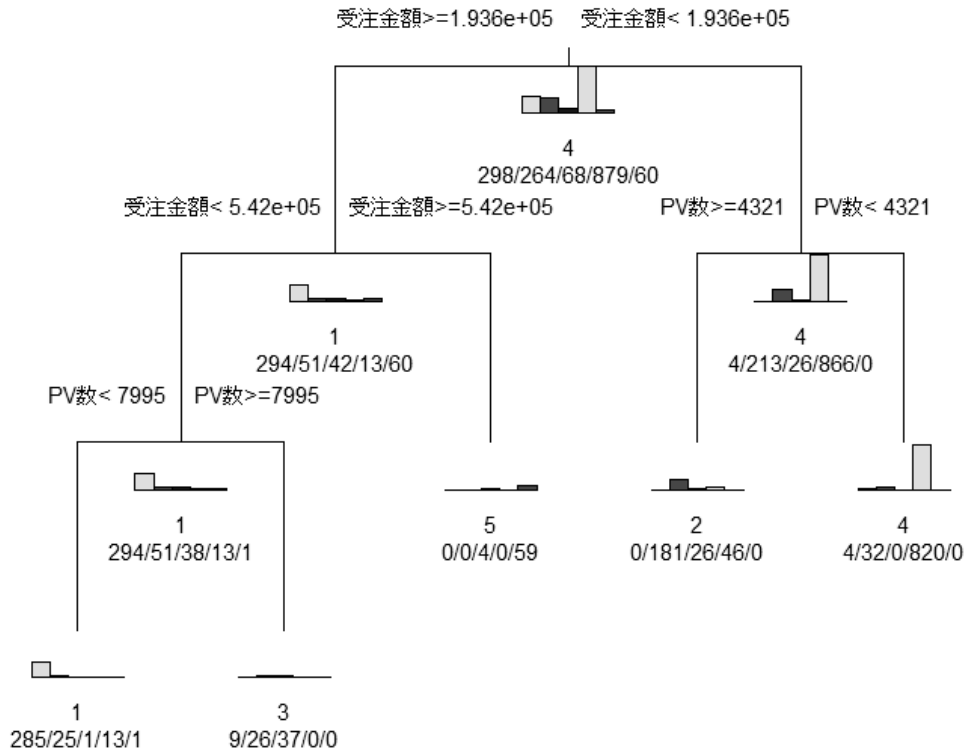 受注金額>=1.936e+05 受注金額< 1.936e+05
4
298/264/68/879/60
受注金額< 5.42e+05 受注金額>=5.42e+05 PV数>=4321 PV数< 4321
1 4
294/51/42/13/60 4/213/26/866/0
PV数< 7995 PV数>=7995
1 5 2 4
294/51/38/13/1 0/0/4/0/59 0/181/26/46/0 4/32/0/820/0
1 3
285/25/1/13/1 9/26/37/0/0